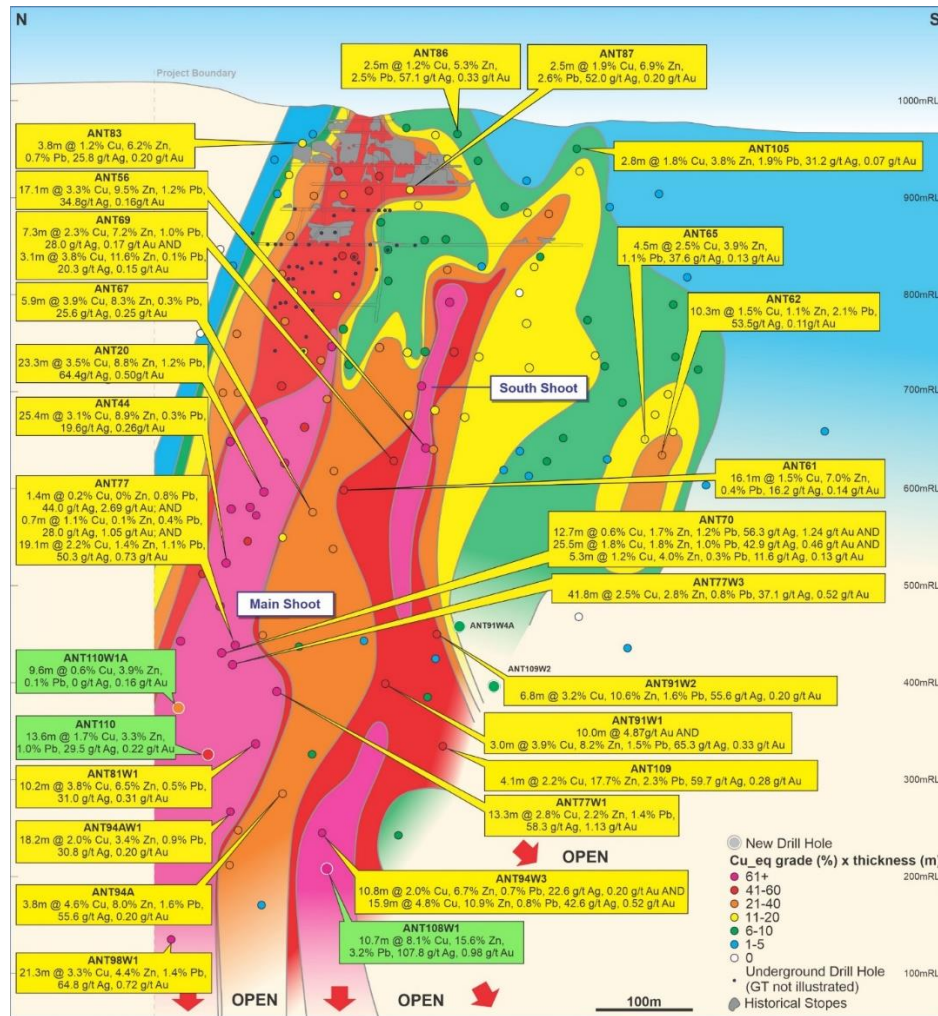 N
S
Project Boundary
ANT86
2.5m @ 1.2% Cu, 5.3% Zn,
2.5% Pb, 57.1 g/t Ag, 0.33 g/t Au
ANT87
2.5m @ 1.9% Cu, 6.9% Zn,
2.6% Pb, 52.0 g/t Ag, 0.20 g/t Au
1000mRL
ANT83
3.8m @ 1.2% Cu, 6.2% Zn,
0.7% Pb, 25.8 g/t Ag, 0.20 g/t Au
ANT105
2.8m @ 1.8% Cu, 3.8% Zn, 1.9% Pb, 31.2 g/t Ag, 0.07 g/t Au
ANT56
17.1m @ 3.3% Cu, 9.5% Zn, 1.2% Pb,
34.8g/t Ag, 0.16g/t Au
900mRL
ANT69
7.3m @ 2.3% Cu, 7.2% Zn, 1.0% Pb,
28.0 g/t Ag, 0.17 g/t Au AND
3.1m @ 3.8% Cu, 11.6% Zn, 0.1% Pb,
20.3 g/t Ag, 0.15 g/t Au
ANT65
4.5m @ 2.5% Cu, 3.9% Zn,
1.1% Pb, 37.6 g/t Ag, 0.13 g/t Au
ANT67
5.9m @ 3.9% Cu, 8.3% Zn, 0.3% Pb,
25.6 g/t Ag, 0.25 g/t Au
800mRL
ANT62
10.3m @ 1.5% Cu, 1.1% Zn, 2.1% Pb,
53.5g/t Ag, 0.11g/t Au
ANT20
23.3m @ 3.5% Cu, 8.8% Zn, 1.2% Pb,
64.4g/t Ag, 0.50g/t Au
South Shoot
700mRL
ANT44
25.4m @ 3.1% Cu, 8.9% Zn, 0.3% Pb,
19.6g/t Ag, 0.26g/t Au
ANT61
16.1m @ 1.5% Cu, 7.0% Zn,
0.4% Pb, 16.2 g/t Ag, 0.14 g/t Au
600mRL
ANT77
1.4m @ 0.2% Cu, 0% Zn, 0.8% Pb,
44.0 g/t Ag, 2.69 g/t Au; AND
0.7m @ 1.1% Cu, 0.1% Zn, 0.4% Pb,
28.0 g/t Ag, 1.05 g/t Au; AND
19.1m @ 2.2% Cu, 1.4% Zn, 1.1% Pb,
50.3 g/t Ag, 0.73 g/t Au
ANT70
12.7m @ 0.6% Cu, 1.7% Zn, 1.2% Pb, 56.3 g/t Ag, 1.24 g/t Au AND
25.5m @ 1.8% Cu, 1.8% Zn, 1.0% Pb, 42.9 g/t Ag, 0.46 g/t Au AND
5.3m @ 1.2% Cu, 4.0% Zn, 0.3% Pb, 11.6 g/t Ag, 0.13 g/t Au
500mRL
ANT77W3
41.8m @ 2.5% Cu, 2.8% Zn, 0.8% Pb, 37.1 g/t Ag, 0.52 g/t Au
Main Shoot
ANT91W4A
ANT110W1A
9.6m @ 0.6% Cu, 3.9% Zn,
0.1% Pb, 0 g/t Ag, 0.16 g/t Au
ANT109W2
ANT91W2
6.8m @ 3.2% Cu, 10.6% Zn, 1.6% Pb, 55.6 g/t Ag, 0.20 g/t Au
400mRL
ANT110
13.6m @ 1.7% Cu, 3.3% Zn,
1.0% Pb, 29.5 g/t Ag, 0.22 g/t Au
ANT91W1
10.0m @ 4.87g/t Au AND
3.0m @ 3.9% Cu, 8.2% Zn, 1.5% Pb, 65.3 g/t Ag, 0.33 g/t Au
ANT81W1
10.2m @ 3.8% Cu, 6.5% Zn, 0.5% Pb,
31.0 g/t Ag, 0.31 g/t Au
ANT109
4.1m @ 2.2% Cu, 17.7% Zn, 2.3% Pb, 59.7 g/t Ag, 0.28 g/t Au
300mRL
ANT77W1
13.3m @ 2.8% Cu, 2.2% Zn, 1.4% Pb,
58.3 g/t Ag, 1.13 g/t Au
ANT94AW1
18.2m @ 2.0% Cu, 3.4% Zn, 0.9% Pb,
30.8 g/t Ag, 0.20 g/t Au
OPEN
ANT94A
3.8m @ 4.6% Cu, 8.0% Zn, 1.6% Pb,
55.6 g/t Ag, 0.20 g/t Au
ANT94W3
10.8m @ 2.0% Cu, 6.7% Zn, 0.7% Pb, 22.6 g/t Ag, 0.20 g/t Au AND
15.9m @ 4.8% Cu, 10.9% Zn, 0.8% Pb, 42.6 g/t Ag, 0.52 g/t Au
200mRL
ANT108W1
10.7m @ 8.1% Cu, 15.6% Zn,
3.2% Pb, 107.8 g/t Ag, 0.98 g/t Au
ANT98W1
21.3m @ 3.3% Cu, 4.4% Zn, 1.4% Pb,
64.8 g/t Ag, 0.72 g/t Au
New Drill Hole
Cu_eq grade (%) x thickness (m)
61+
41-60
21-40
11-20
6-10
1-5
0
Underground Drill Hole
(GT not illustrated)
Historical Stopes
100mRL
OPEN
OPEN
100m